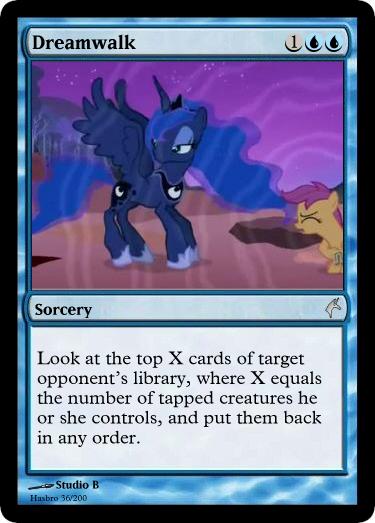 Dreamwalk 1
Sorcery
Look at the top X cards of target
opponent's library, where X equals
the number of tapped creatures he
or she controls, and put them back
in any order.
Studio B
Hasbro 36/200